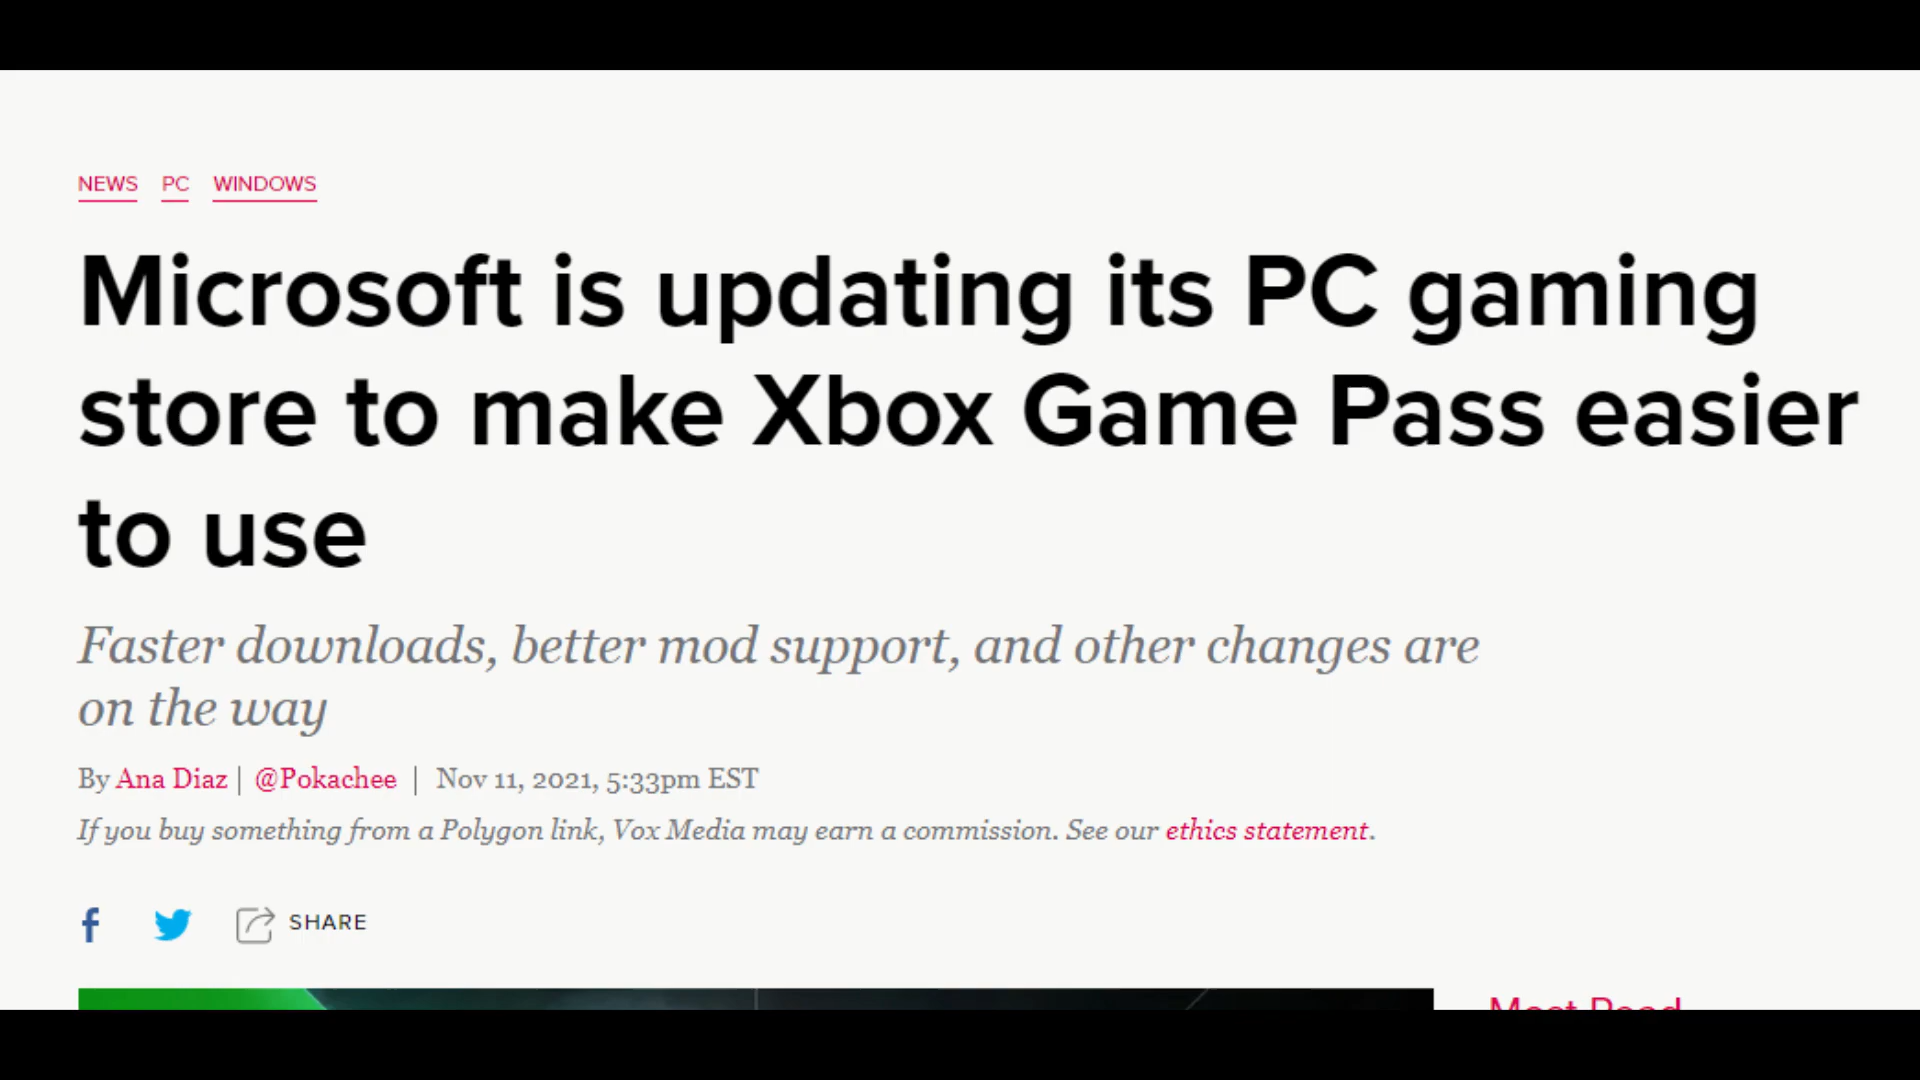 NEWS PC WINDOWS
Microsoft is updating its PC gaming
store to make Xbox Game Pass easier
to use
Faster downloads, better mod support, and other changes are
on the way
By Ana Diaz | @Pokachee | Nov 11, 2021, 5:33pm EST
If you buy something from a Polygon link, Vox Media may earn a commission. See our ethics statement.
f SHARE
Most Read